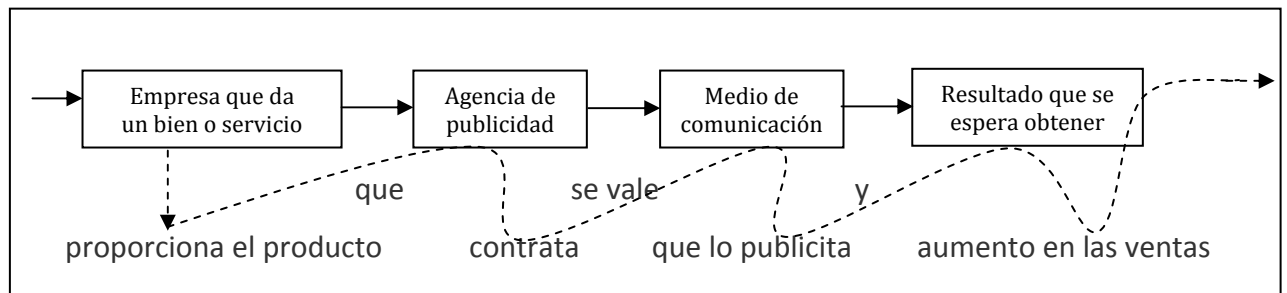 Empresa que da
un bien o servicio
Agencia de
publicidad
Medio de
comunicación
Resultado que se
espera obtener
que
se vale
y
proporciona el producto
contrata
que lo publicita
aumento en las ventas